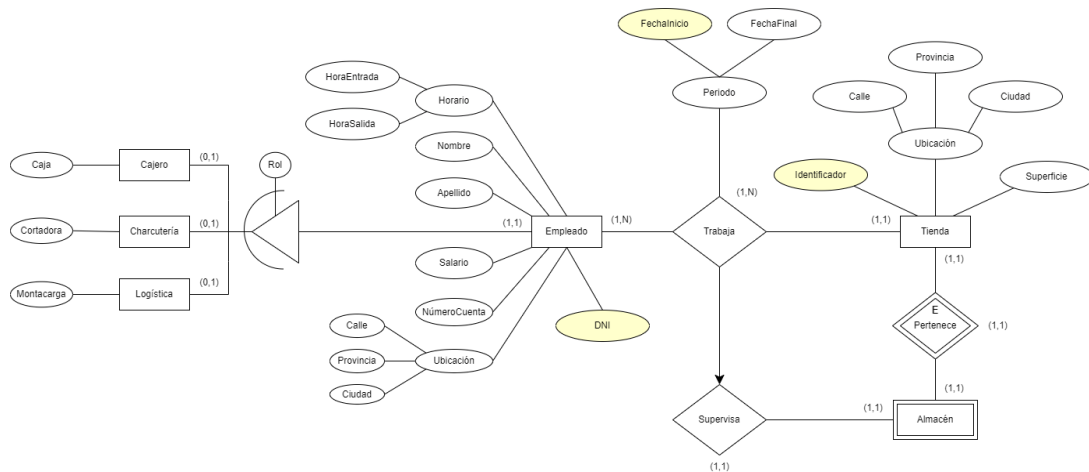 FechaInicio
FechaFinal
Periodo
HoraEntrada
HoraSalida
Horario
Nombre
Apellido
Salario
NúmeroCuenta
Calle
Provincia
Ciudad
Ubicación
DNI
Caja
Cajero
(0,1)
Cortadora
Charcutería
(0,1)
Montacarga
Logística
(0,1)
Rol
(1,1)
Empleado
(1,N)
(1,N)
Trabaja
(1,1)
Tienda
(1,1)
Provincia
Calle
Ciudad
Ubicación
Identificador
Superficie
E
Pertenece
(1,1)
(1,1)
Supervisa
(1,1)
(1,1)
Almacén